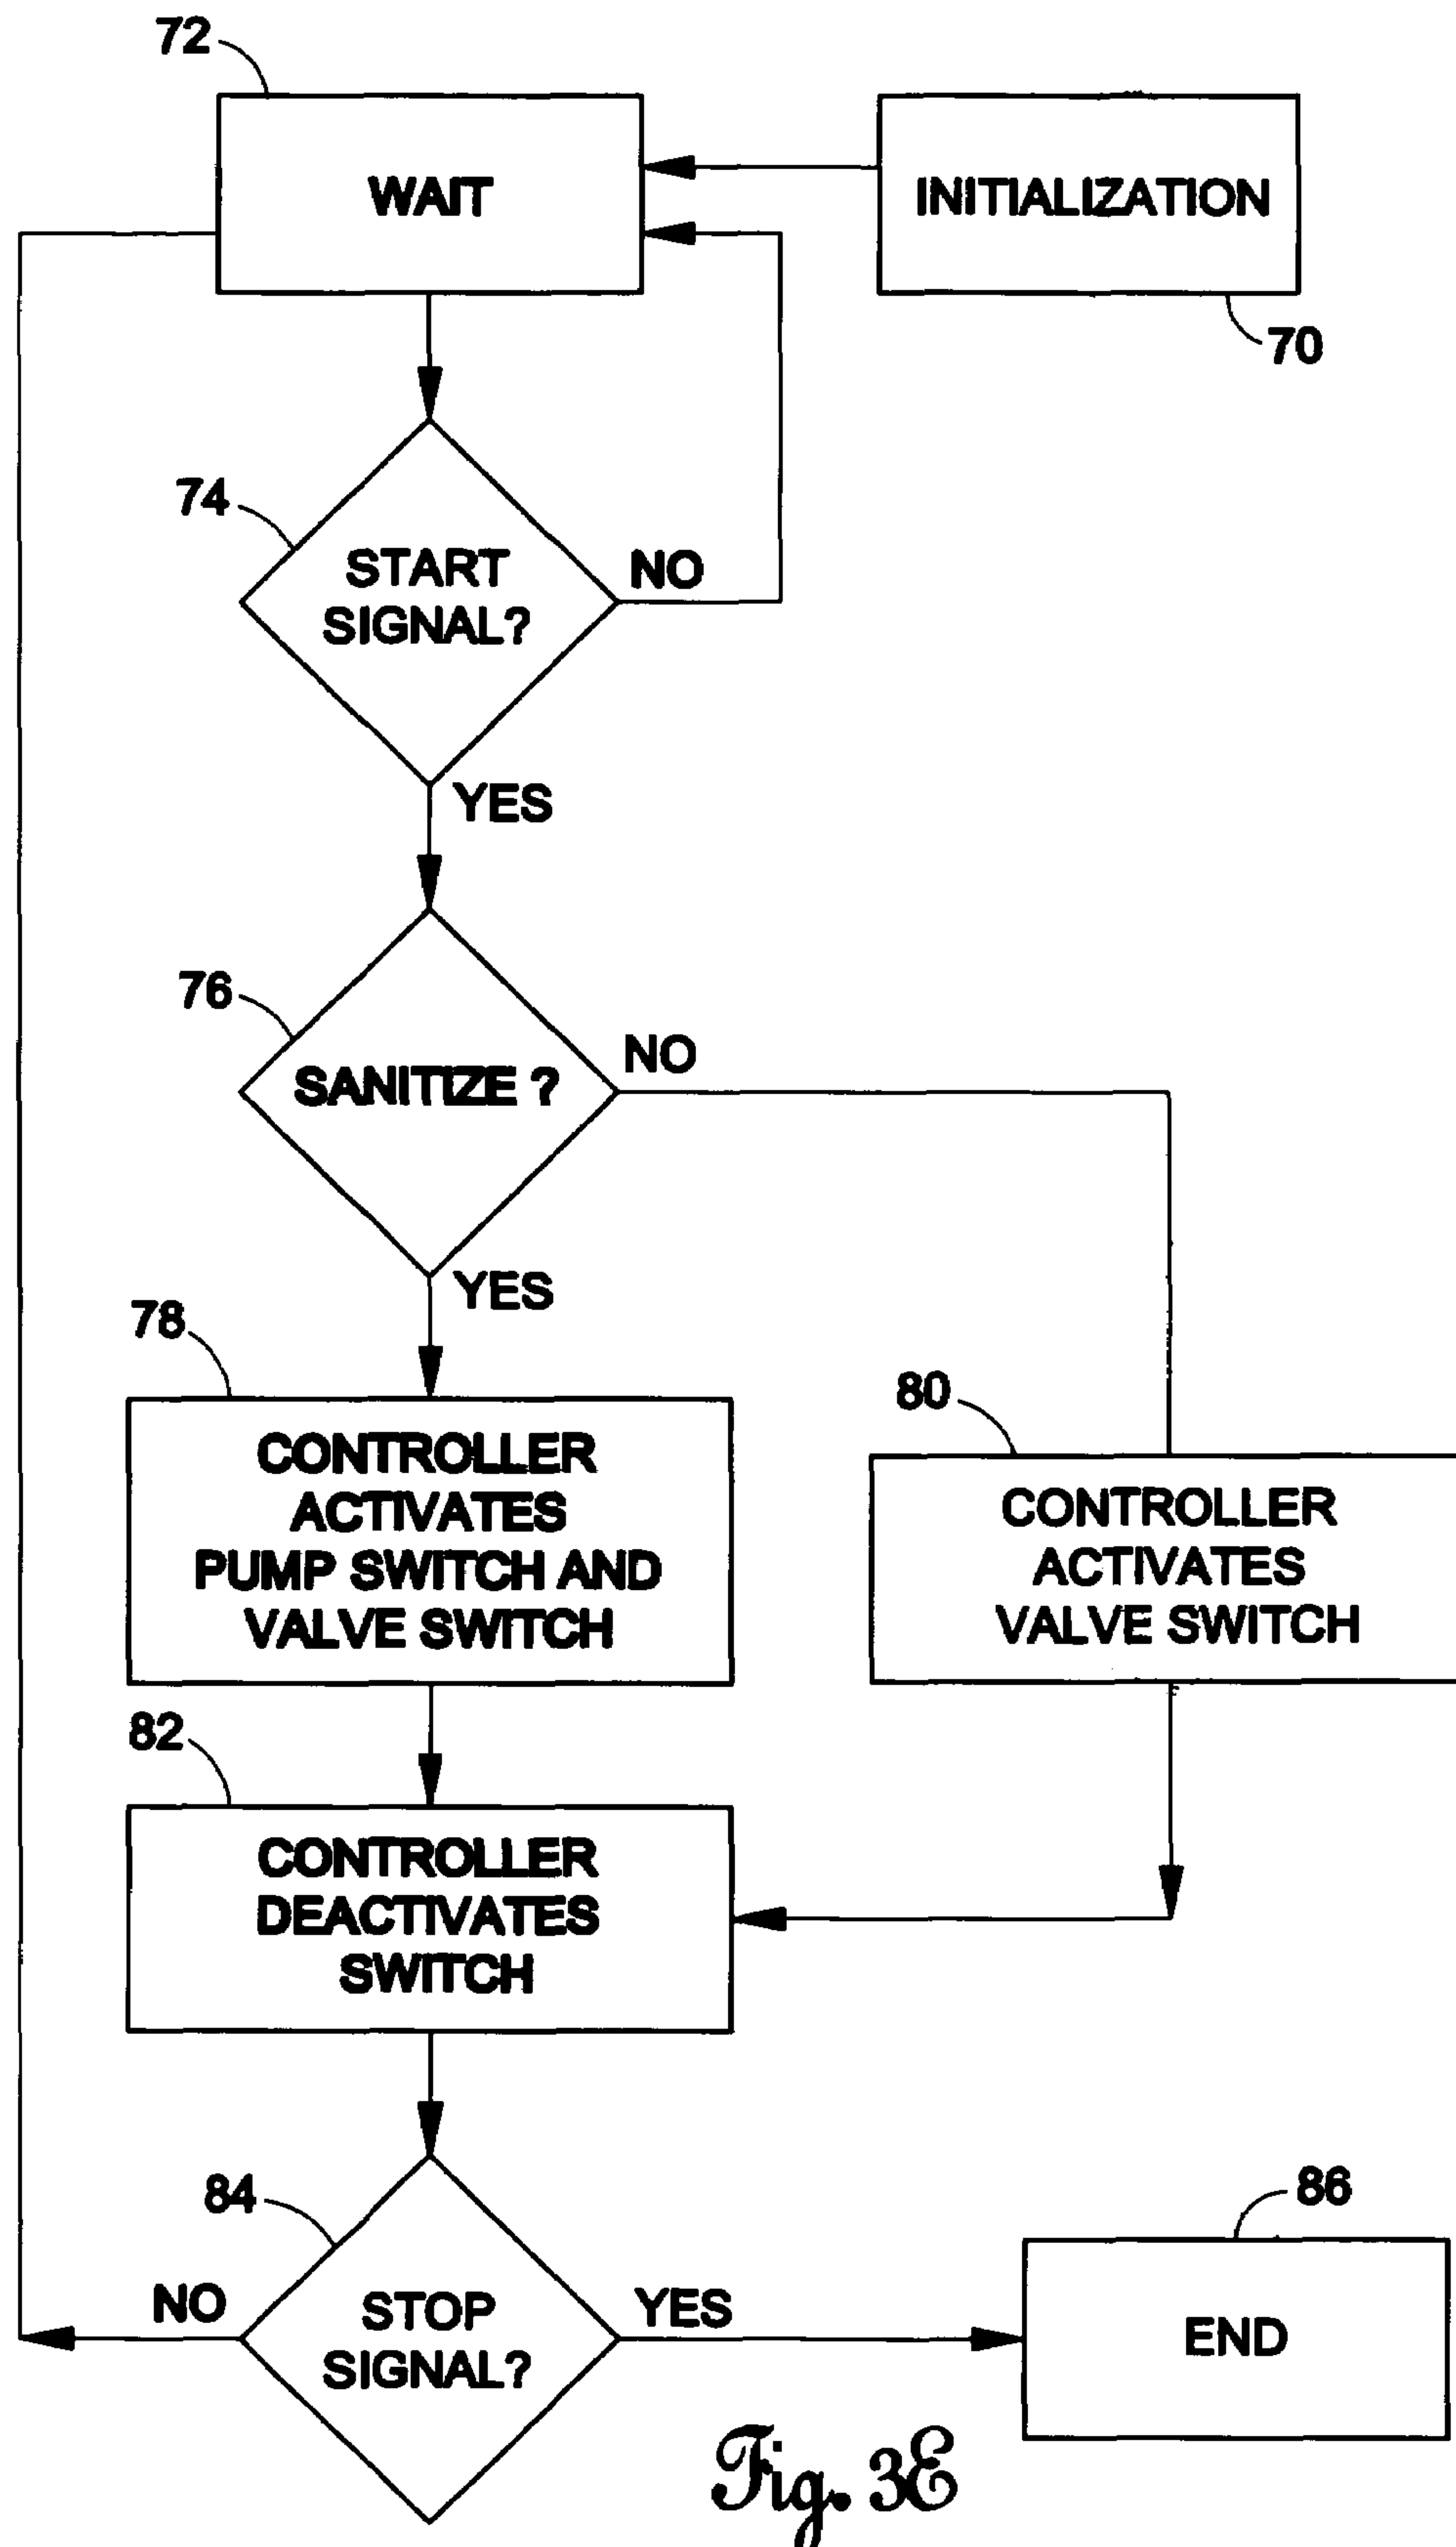 72
WAIT
INITIALIZATION
70
74
START
SIGNAL?
NO
YES
76
SANITIZE ?
NO
YES
78
CONTROLLER
ACTIVATES
PUMP SWITCH AND
VALVE SWITCH
80
CONTROLLER
ACTIVATES
VALVE SWITCH
82
CONTROLLER
DEACTIVATES
SWITCH
84
STOP
SIGNAL?
NO
YES
86
END
Fig. 3E